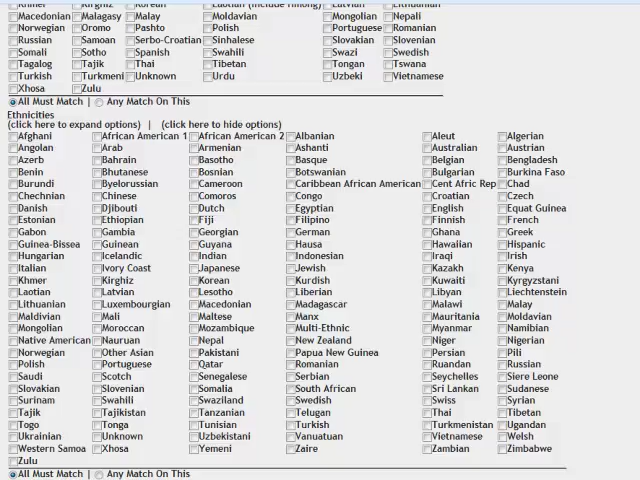 Khmer Kirghiz Korean Laotian (include Hmong) Latvian Lithuanian
Macedonian Malagasy Malay Moldavian Mongolian Nepali
Norwegian Oromo Pashto Polish Portuguese Romanian
Russian Samoan Serbo-Croatian Sinhalese Slovakian Slovenian
Somali Sotho Spanish Swahili Swazi Swedish
Tagalog Tajik Thai Tibetan Tongan Tswana
Turkish Turkmeni Unknown Urdu Uzbeki Vietnamese
Xhosa Zulu
All Must Match | Any Match On This
Ethnicities
(click here to expand options) | (click here to hide options)
Afghani African American 1 African American 2 Albanian Aleut Algerian
Angolan Arab Armenian Ashanti Australian Austrian
Azerb Bahrain Basotho Basque Belgian Bengladesh
Benin Bhutanese Bosnian Botswanian Bulgarian Burkina Faso
Burundi Byelorussian Cameroon Caribbean African American Cent Afric Rep Chad
Chechnian Chinese Comoros Congo Croatian Czech
Danish Djibouti Dutch Egyptian English Equat Guinea
Estonian Ethiopian Fiji Filipino Finnish French
Gabon Gambia Georgian German Ghana Greek
Guinea-Bissea Guinean Guyana Hausa Hawaiian Hispanic
Hungarian Icelandic Indian Indonesian Iraqi Irish
Italian Ivory Coast Japanese Jewish Kazakh Kenya
Khmer Kirghiz Korean Kurdish Kuwaiti Kyrgyzstani
Laotian Latvian Lesotho Liberian Libyan Liechtenstein
Lithuanian Luxembourgian Macedonian Madagascar Malawi Malay
Maldivian Mali Maltese Manx Mauritania Moldavian
Mongolian Moroccan Mozambique Multi-Ethnic Myanmar Namibian
Native American Nauruan Nepal New Zealand Niger Nigerian
Norwegian Other Asian Pakistani Papua New Guinea Persian Pili
Polish Portuguese Qatar Romanian Ruandan Russian
Saudi Scotch Senegalese Serbian Seychelles Siere Leone
Slovakian Slovenian Somalia South African Sri Lankan Sudanese
Surinam Swahili Swaziland Swedish Swiss Syrian
Tajik Tajikistan Tanzanian Telugan Thai Tibetan
Togo Tonga Tunisian Turkish Turkmenistan Ugandan
Ukrainian Unknown Uzbekistani Vanuatuan Vietnamese Welsh
Western Samoa Xhosa Yemeni Zaire Zambian Zimbabwe
Zulu
All Must Match | Any Match On This